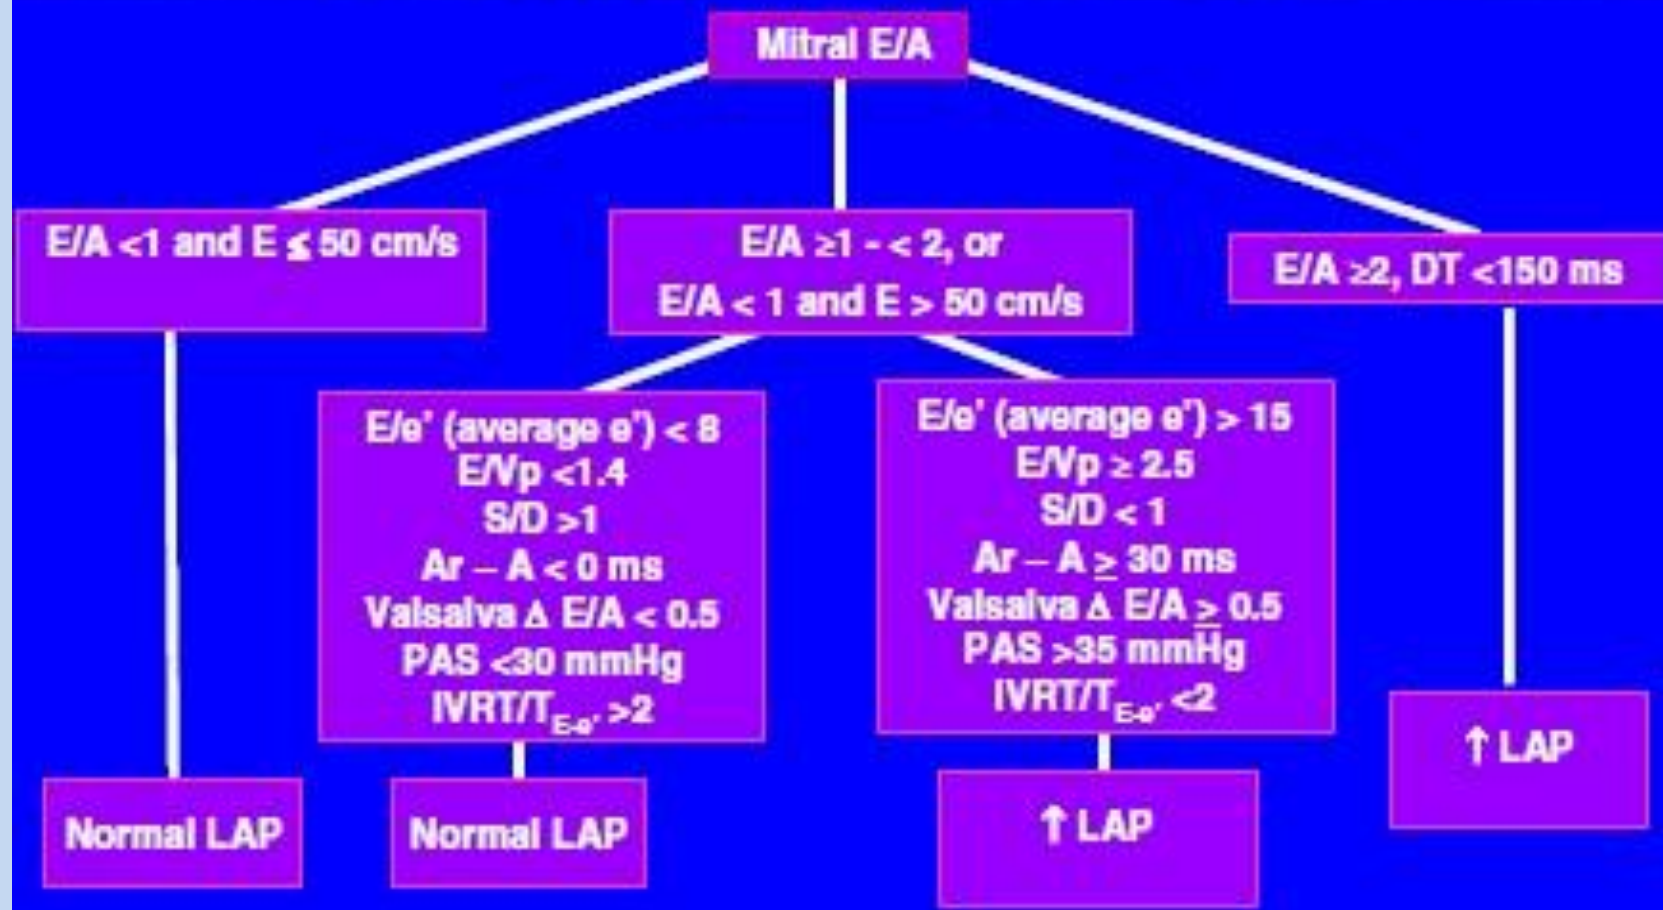 Mitral E/A
E/A <1 and E ≤ 50 cm/s
E/A ≥1 - < 2, or
E/A < 1 and E > 50 cm/s
E/A ≥2, DT <150 ms
E/e' (average e') < 8
E/Vp <1.4
S/D >1
Ar – A < 0 ms
Valsalva Δ E/A < 0.5
PAS <30 mmHg
IVRT/T_E-e' >2
E/e' (average e') > 15
E/Vp ≥ 2.5
S/D < 1
Ar – A ≥ 30 ms
Valsalva Δ E/A ≥ 0.5
PAS >35 mmHg
IVRT/T_E-e' <2
Normal LAP
Normal LAP
↑ LAP
↑ LAP